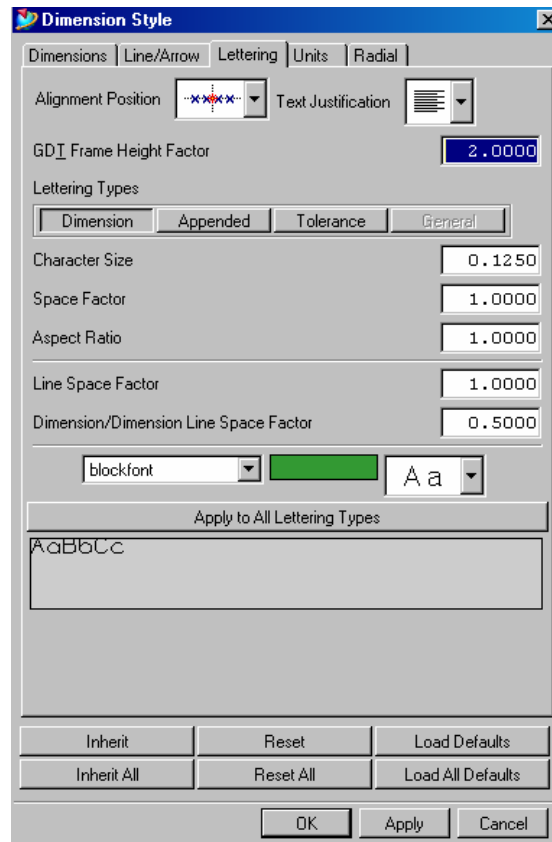 Dimension Style
Dimensions Line/Arrow Lettering Units Radial
Alignment Position Text Justification
GDT Frame Height Factor 2.0000
Lettering Types
Dimension Appended Tolerance General
Character Size 0.1250
Space Factor 1.0000
Aspect Ratio 1.0000
Line Space Factor 1.0000
Dimension/Dimension Line Space Factor 0.5000
blockfont A a
Apply to All Lettering Types
AaBbCc
Inherit Reset Load Defaults
Inherit All Reset All Load All Defaults
OK Apply Cancel